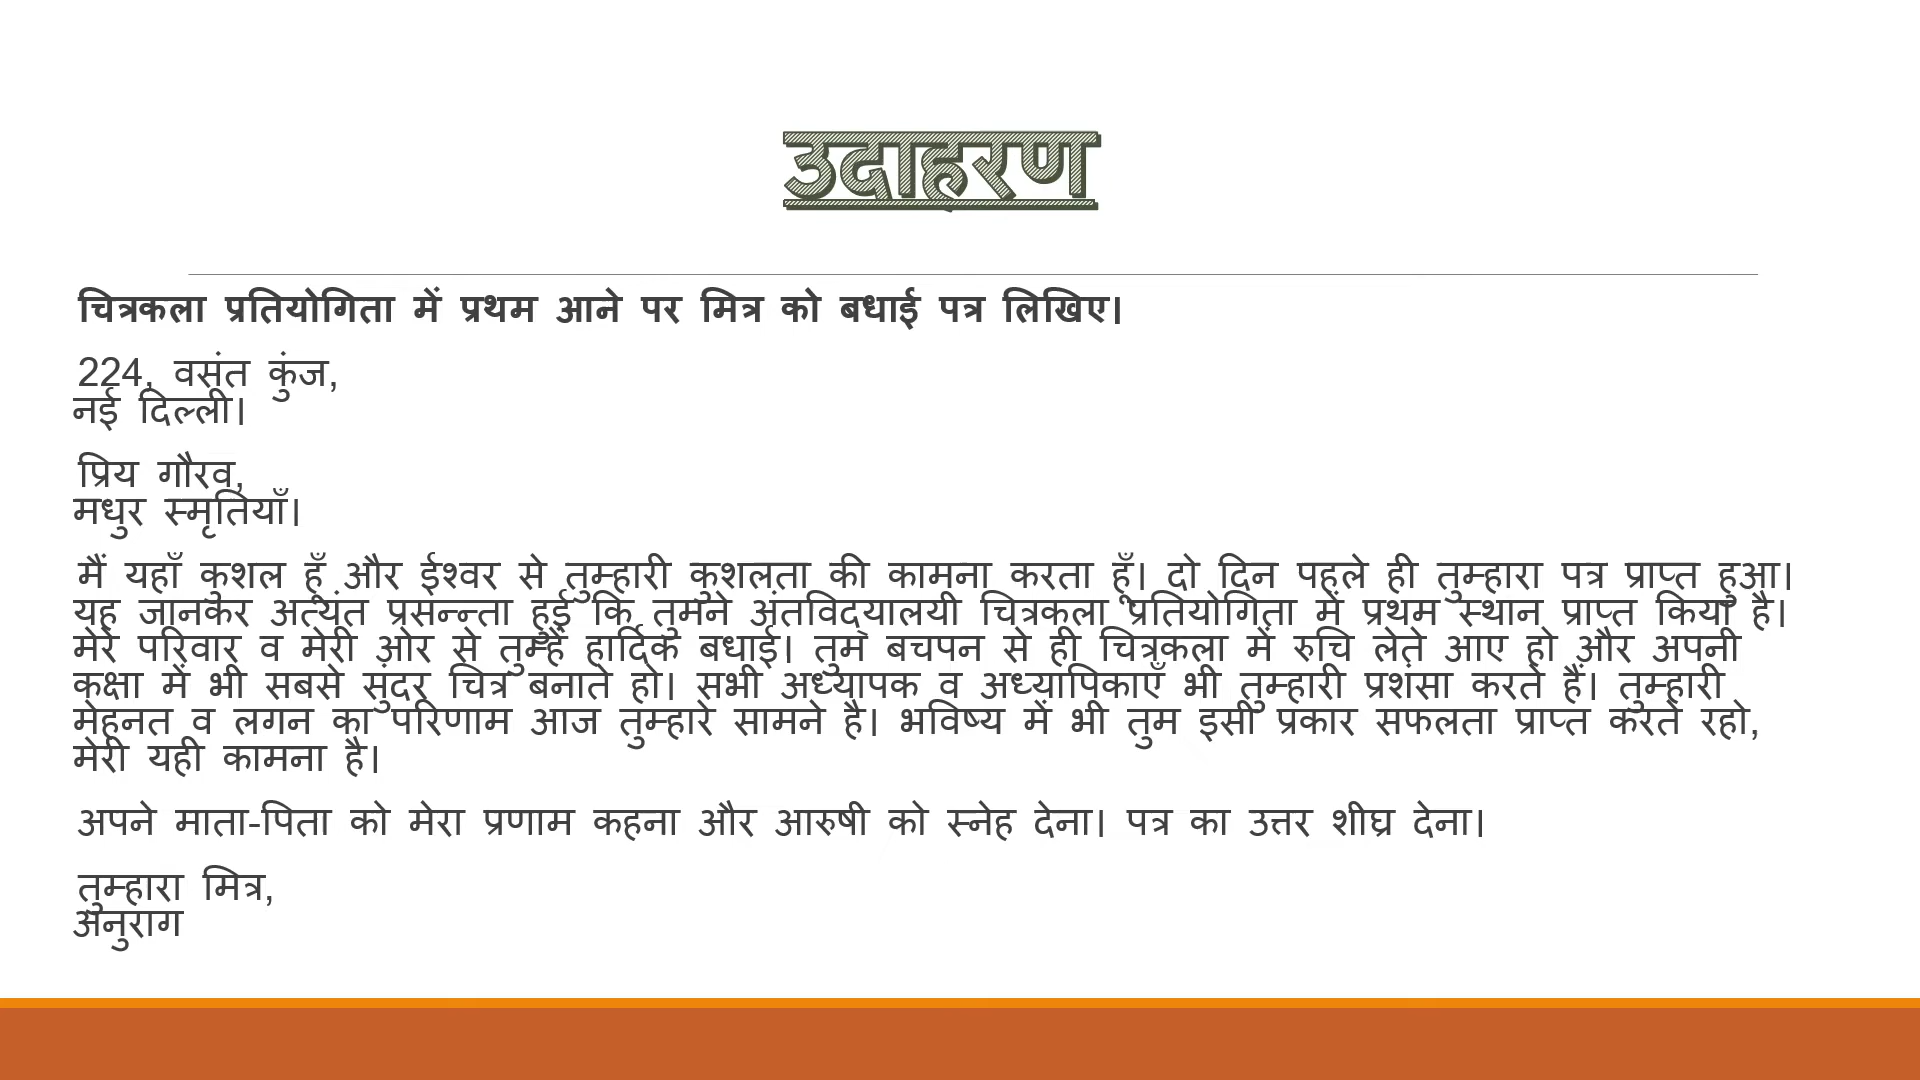 उदाहरण
चित्रकला प्रतियोगिता में प्रथम आने पर मित्र को बधाई पत्र लिखिए।
224, वसंत कुंज,
नई दिल्ली।
प्रिय गौरव,
मधुर स्मृतियाँ।
मैं यहाँ कुशल हूँ और ईश्वर से तुम्हारी कुशलता की कामना करता हूँ। दो दिन पहले ही तुम्हारा पत्र प्राप्त हुआ।
यह जानकर अत्यंत प्रसन्न्ता हुई कि तुमने अंतविद्यालयी चित्रकला प्रतियोगिता में प्रथम स्थान प्राप्त किया है।
मेरे परिवार व मेरी ओर से तुम्हें हार्दिक बधाई। तुम बचपन से ही चित्रकला में रुचि लेते आए हो और अपनी
कक्षा में भी सबसे सुंदर चित्र बनाते हो। सभी अध्यापक व अध्यापिकाएँ भी तुम्हारी प्रशंसा करते हैं। तुम्हारी
मेहनत व लगन का परिणाम आज तुम्हारे सामने है। भविष्य में भी तुम इसी प्रकार सफलता प्राप्त करते रहो,
मेरी यही कामना है।
अपने माता-पिता को मेरा प्रणाम कहना और आरुषी को स्नेह देना। पत्र का उत्तर शीघ्र देना।
तुम्हारा मित्र,
अनुराग